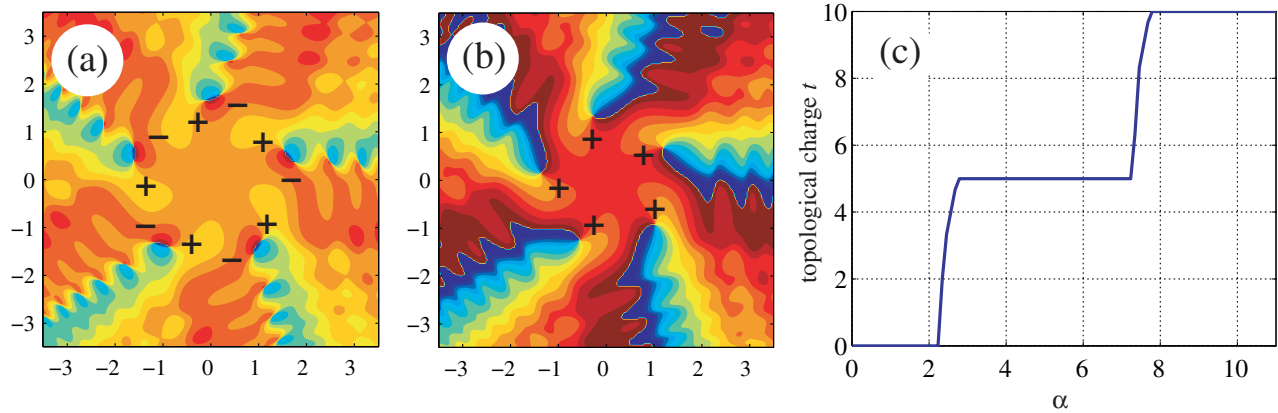 (a)
3
2
1
0
−1
−2
−3
−3 −2 −1 0 1 2 3
+ − + − + − + − + −
(b)
3
2
1
0
−1
−2
−3
−3 −2 −1 0 1 2 3
+ + + + +
(c)
topological charge t
10
8
6
4
2
0
0 2 4 6 8 10
α